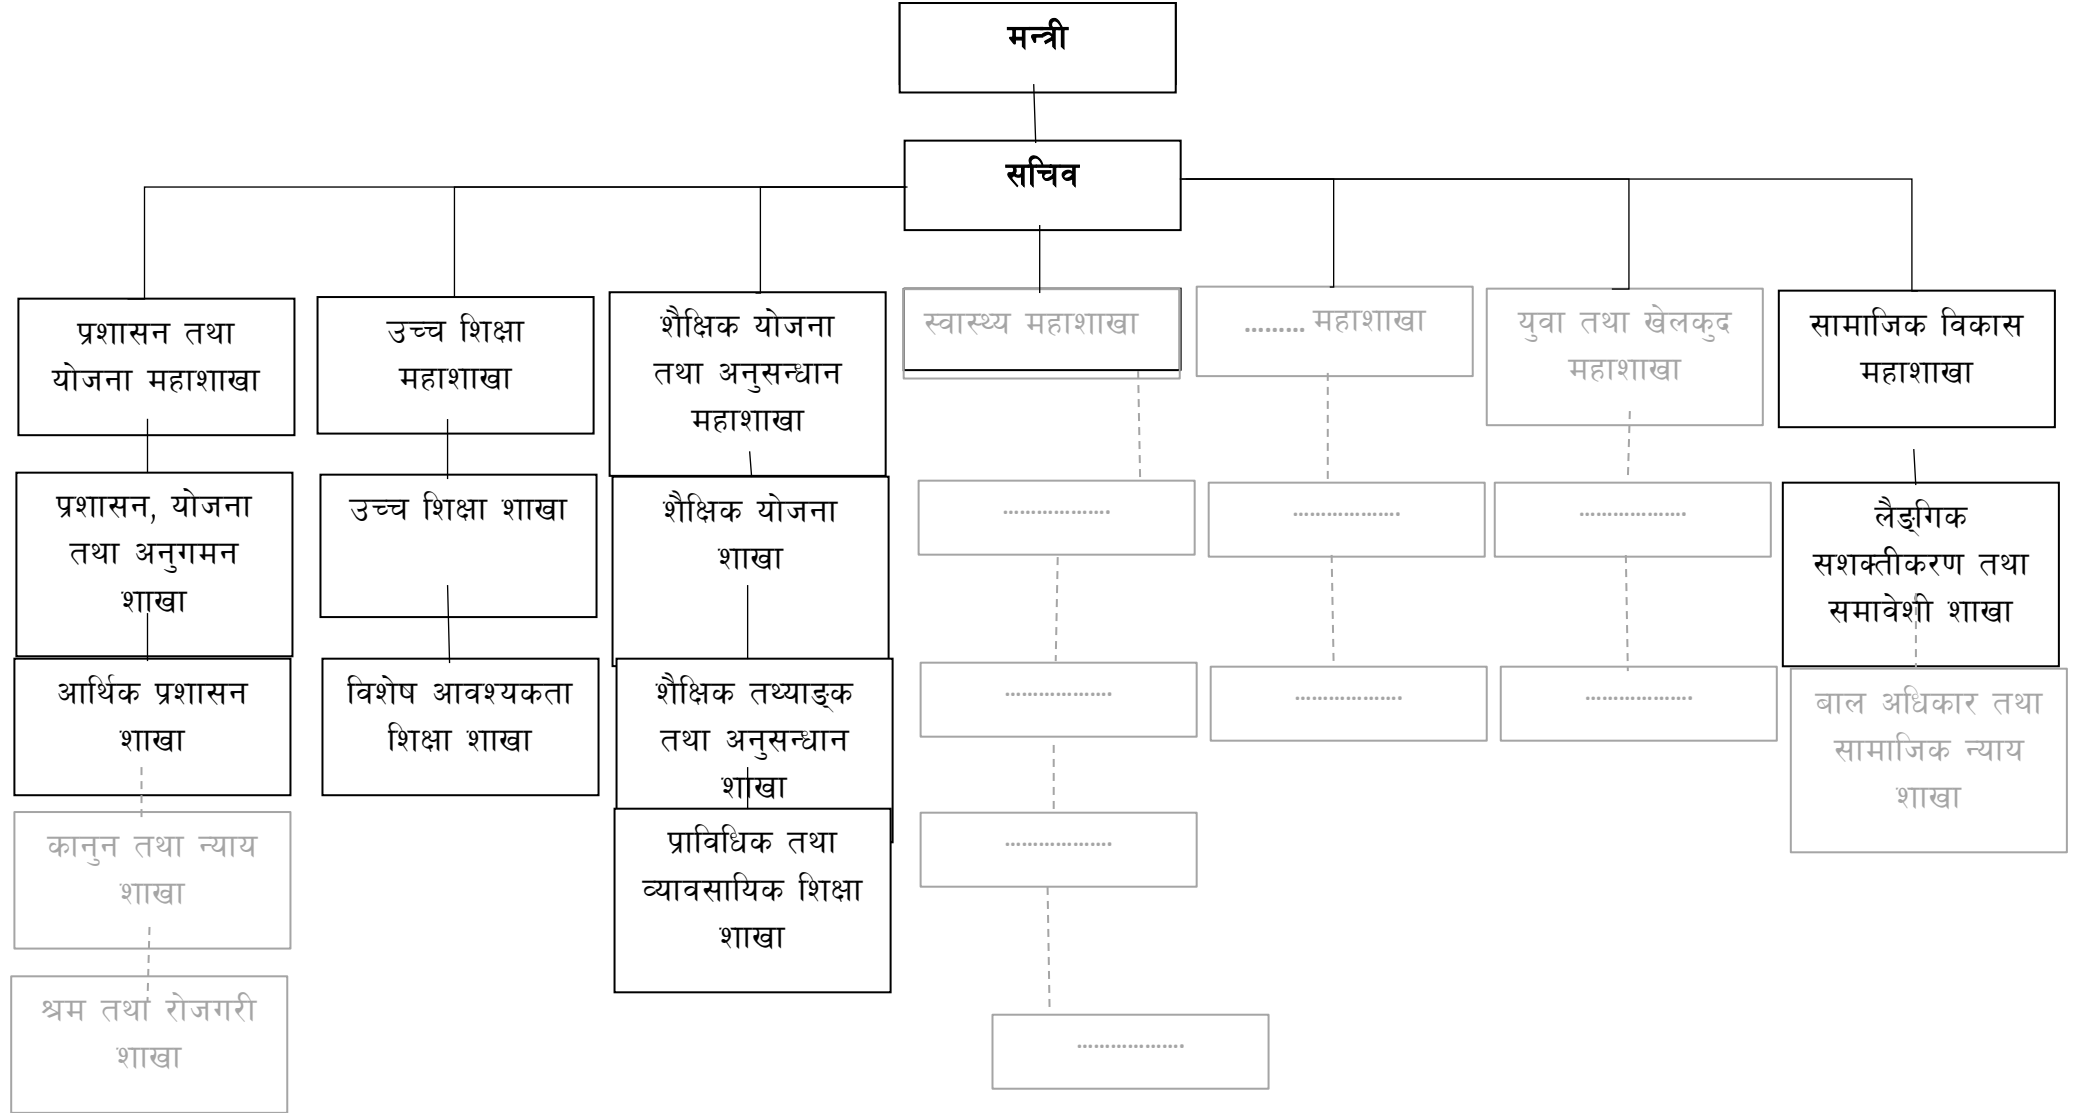 मन्त्री
सचिव
प्रशासन तथा
योजना महाशाखा
उच्च शिक्षा
महाशाखा
शैक्षिक योजना
तथा अनुसन्धान
महाशाखा
स्वास्थ्य महाशाखा
......... महाशाखा
युवा तथा खेलकुद
महाशाखा
सामाजिक विकास
महाशाखा
प्रशासन, योजना
तथा अनुगमन
शाखा
उच्च शिक्षा शाखा
शैक्षिक योजना
शाखा
...................
...................
...................
लैङ्गिक
सशक्तीकरण तथा
समावेशी शाखा
आर्थिक प्रशासन
शाखा
विशेष आवश्यकता
शिक्षा शाखा
शैक्षिक तथ्याङ्क
तथा अनुसन्धान
शाखा
...................
...................
...................
बाल अधिकार तथा
सामाजिक न्याय
शाखा
कानुन तथा न्याय
शाखा
प्राविधिक तथा
व्यावसायिक शिक्षा
शाखा
...................
श्रम तथा रोजगरी
शाखा
...................